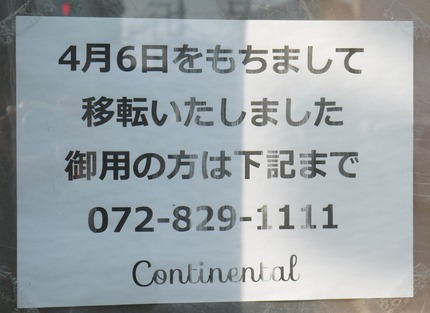 4月6日をもちまして
移転いたしました
御用の方は下記まで
072-829-1111
Continental